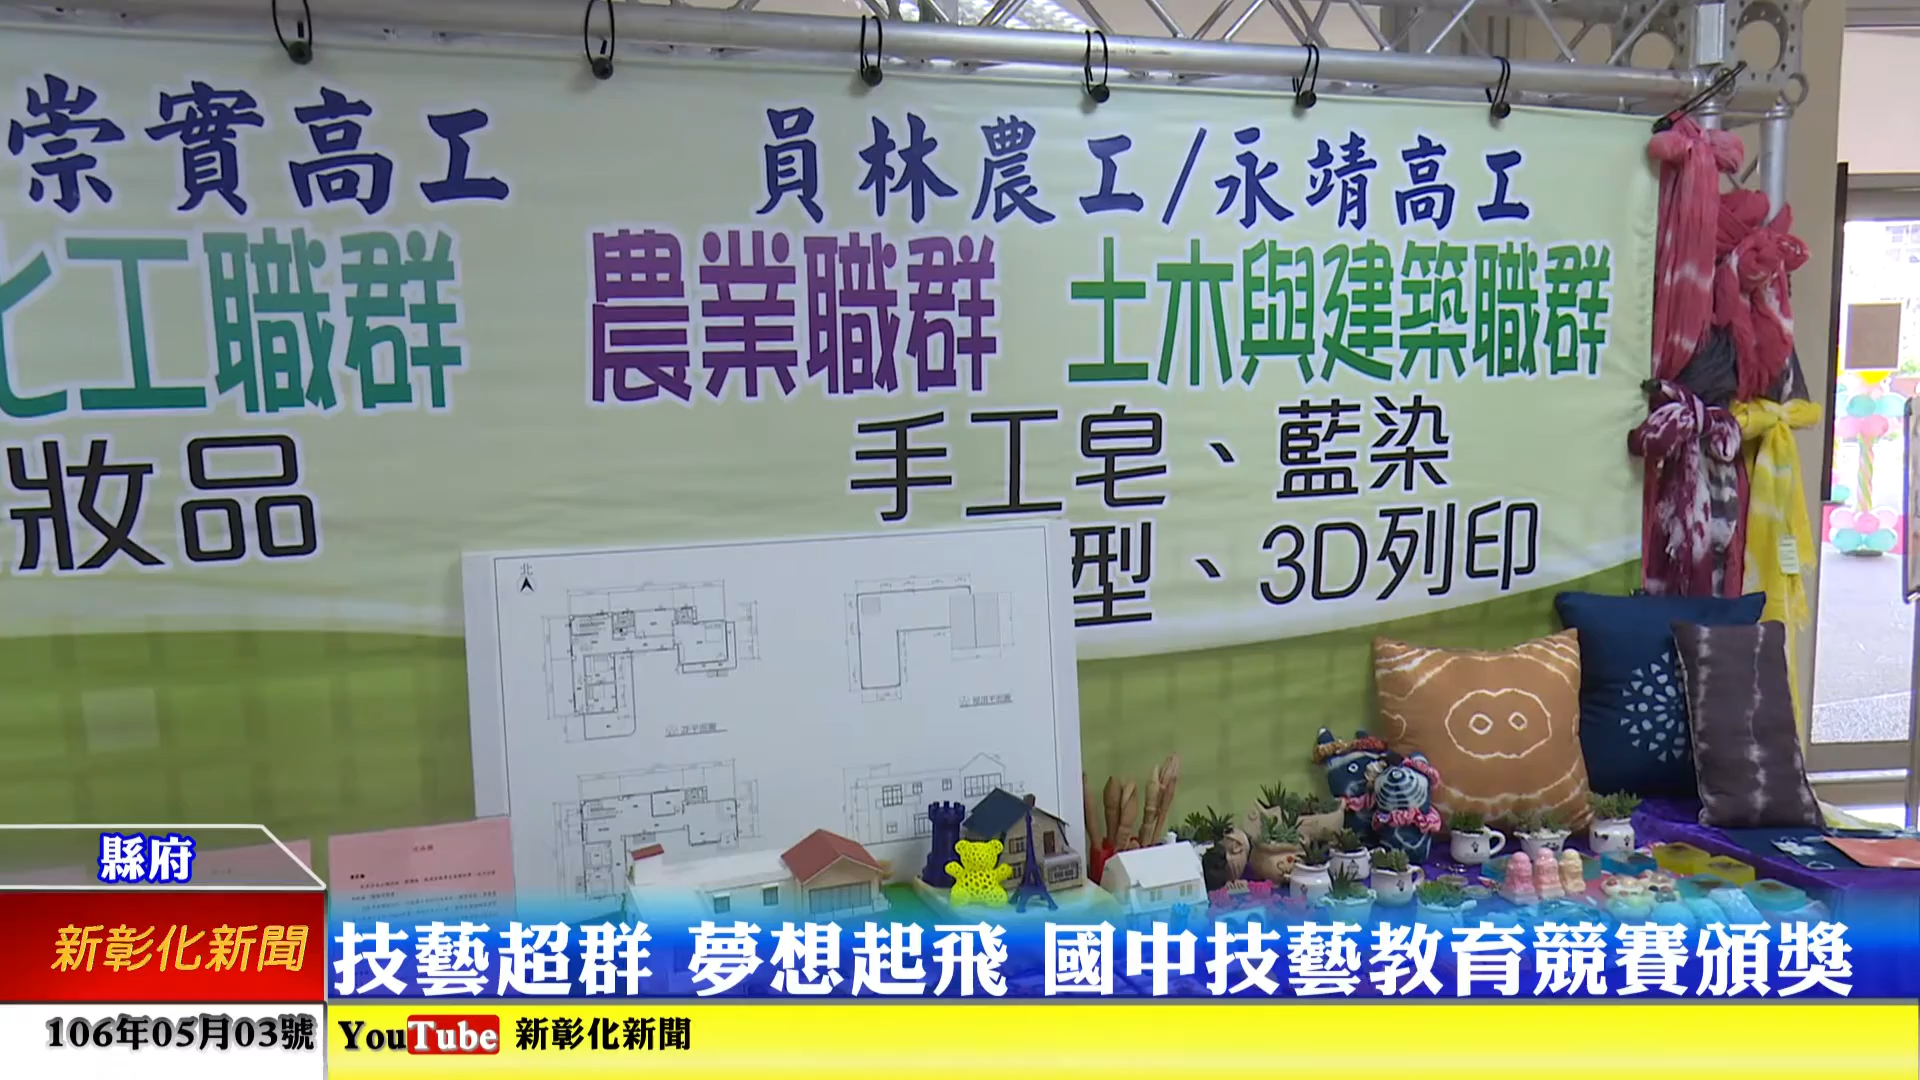 崇實高工
員林農工/永靖高工
化工職群
農業職群 土木與建築職群
妝品
手工皂、藍染
型、3D列印
北
縣府
新彰化新聞
技藝超群 夢想起飛 國中技藝教育競賽頒獎
106年05月03號
YouTube 新彰化新聞